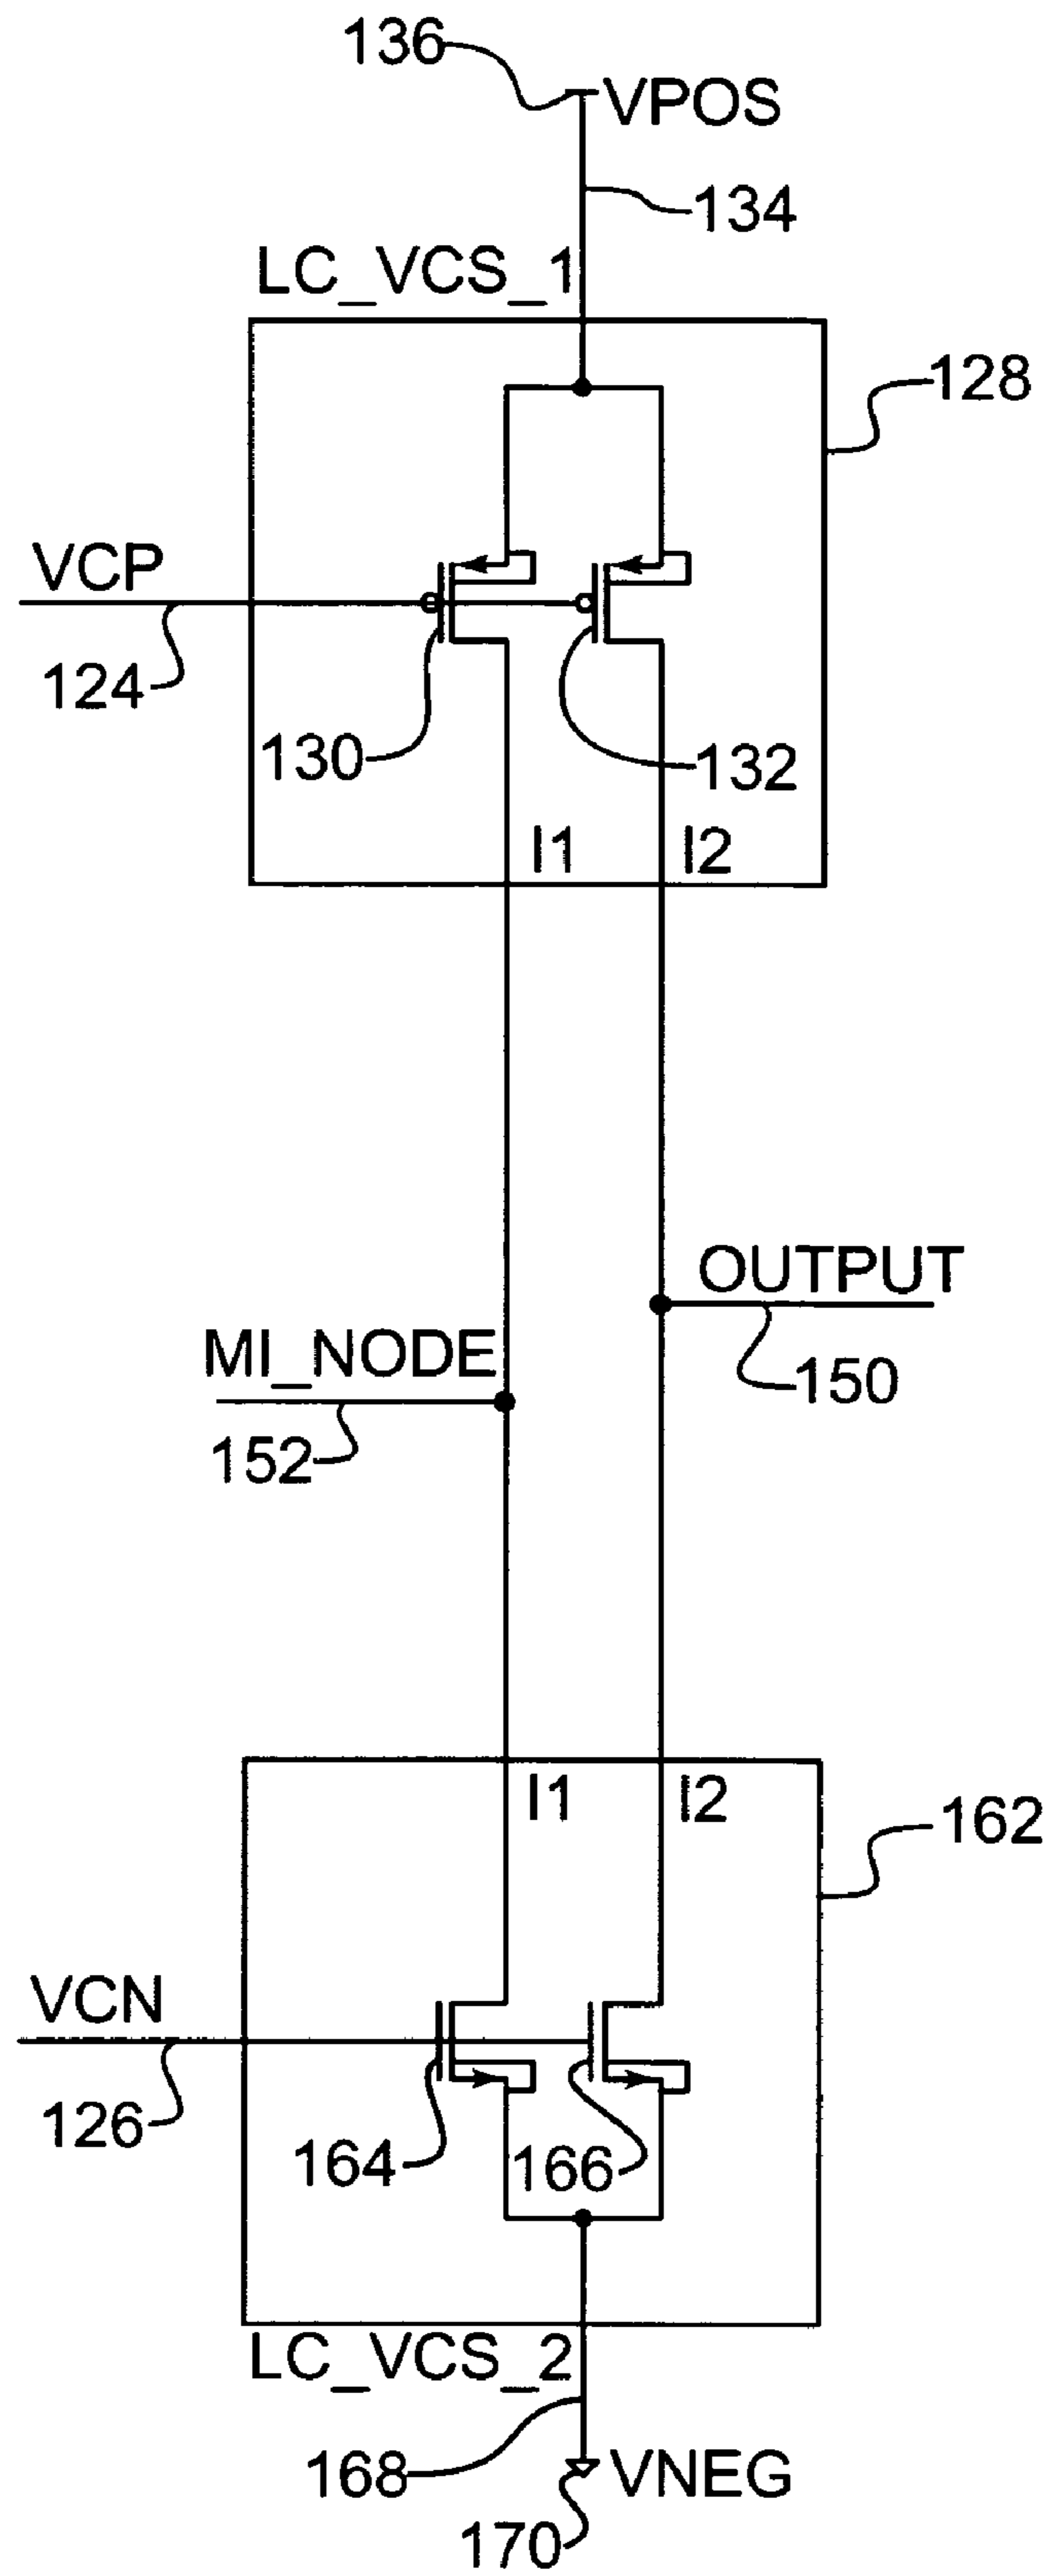 136
VPOS
134
LC_VCS_1
128
VCP
124
130
132
I1
I2
OUTPUT
MI_NODE
150
152
I1
I2
162
VCN
126
164
166
LC_VCS_2
168
VNEG
170